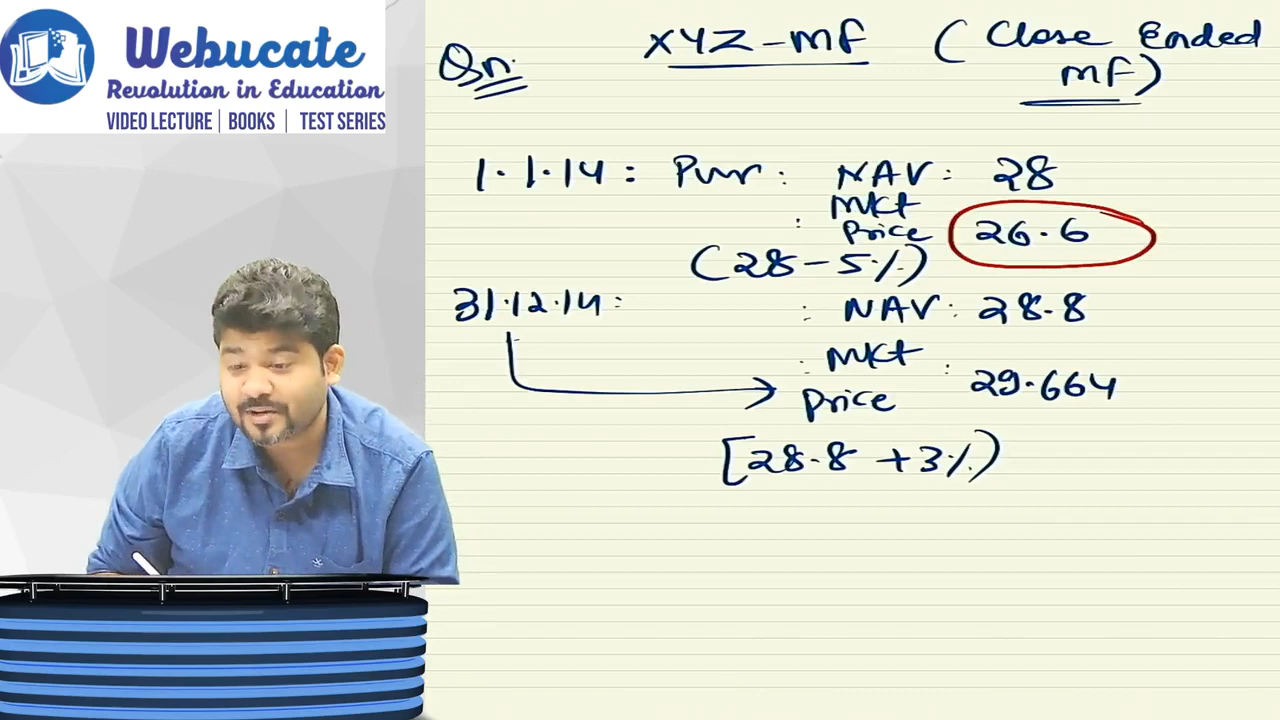 Webucate
Revolution in Education
VIDEO LECTURE | BOOKS | TEST SERIES
Qn. XYZ-MF (Close Ended
MF)
1.1.14: Pur: NAV: 28
: Mkt
Price 26.6
(28-5%)
31.12.14: : NAV: 28.8
: Mkt
Price : 29.664
[28.8 +3%)